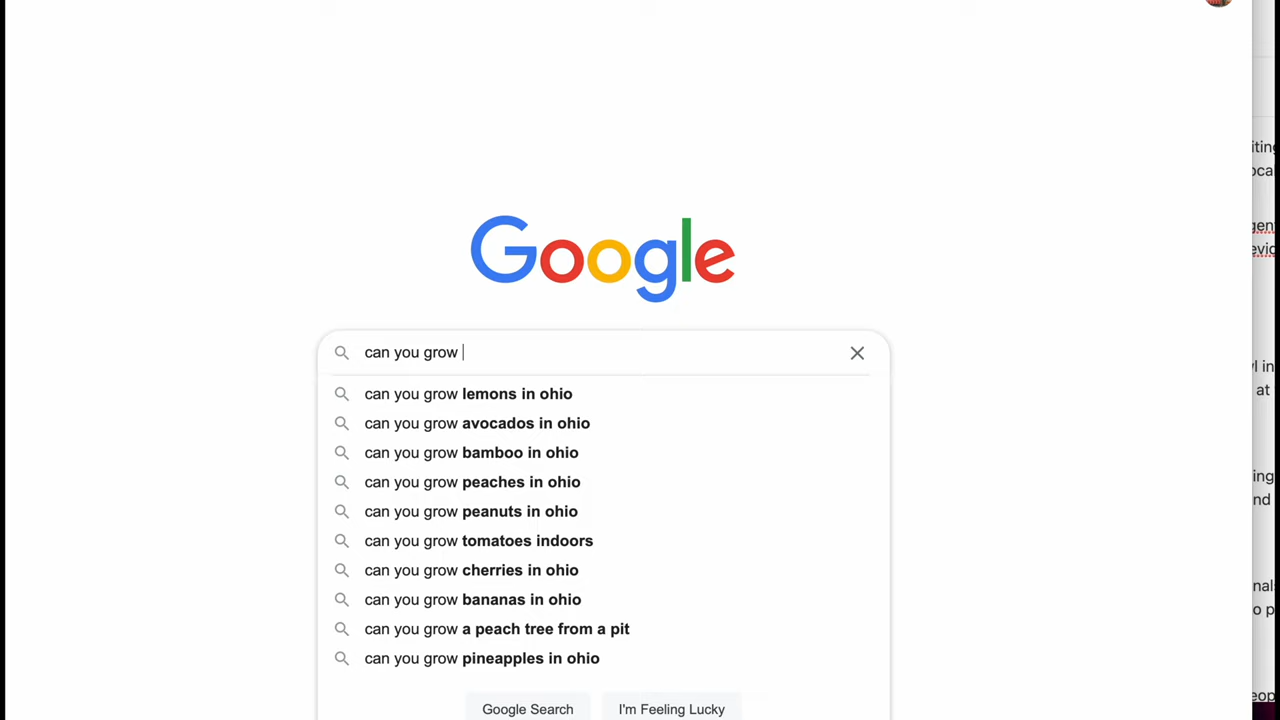 Google
can you grow
can you grow lemons in ohio
can you grow avocados in ohio
can you grow bamboo in ohio
can you grow peaches in ohio
can you grow peanuts in ohio
can you grow tomatoes indoors
can you grow cherries in ohio
can you grow bananas in ohio
can you grow a peach tree from a pit
can you grow pineapples in ohio
Google Search I'm Feeling Lucky